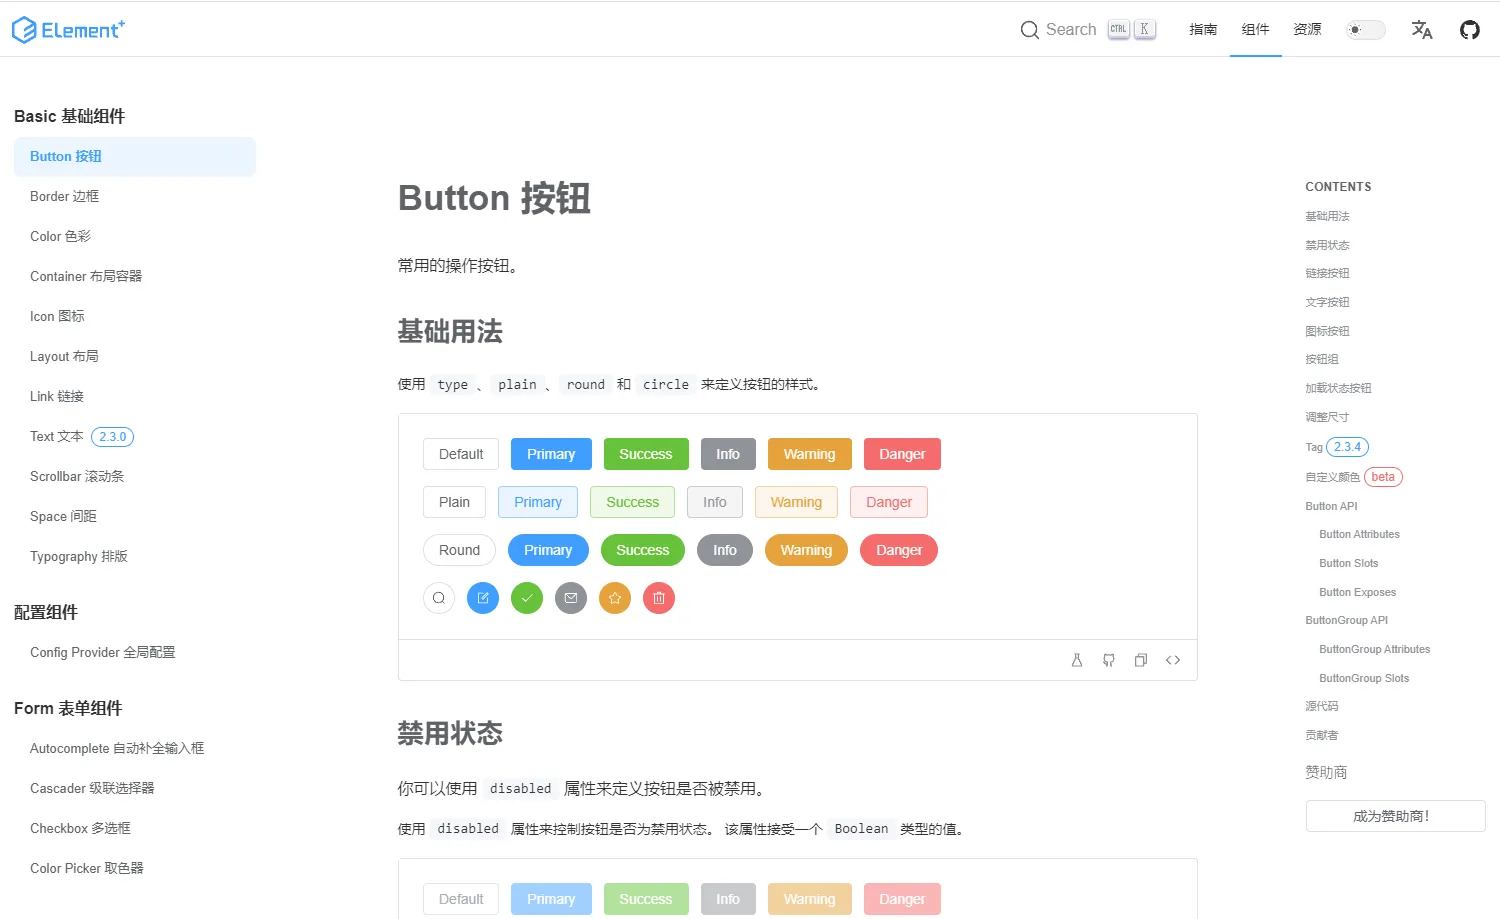 Element+
Search CTRL K 指南 组件 资源
Basic 基础组件
Button 按钮
Border 边框
Color 色彩
Container 布局容器
Icon 图标
Layout 布局
Link 链接
Text 文本 2.3.0
Scrollbar 滚动条
Space 间距
Typography 排版
配置组件
Config Provider 全局配置
Form 表单组件
Autocomplete 自动补全输入框
Cascader 级联选择器
Checkbox 多选框
Color Picker 取色器
Button 按钮
常用的操作按钮。
基础用法
使用 type 、 plain 、 round 和 circle 来定义按钮的样式。
Default Primary Success Info Warning Danger
Plain Primary Success Info Warning Danger
Round Primary Success Info Warning Danger
禁用状态
你可以使用 disabled 属性来定义按钮是否被禁用。
使用 disabled 属性来控制按钮是否为禁用状态。 该属性接受一个 Boolean 类型的值。
Default Primary Success Info Warning Danger
CONTENTS
基础用法
禁用状态
链接按钮
文字按钮
图标按钮
按钮组
加载状态按钮
调整尺寸
Tag 2.3.4
自定义颜色 beta
Button API
Button Attributes
Button Slots
Button Exposes
ButtonGroup API
ButtonGroup Attributes
ButtonGroup Slots
源代码
贡献者
赞助商
成为赞助商!